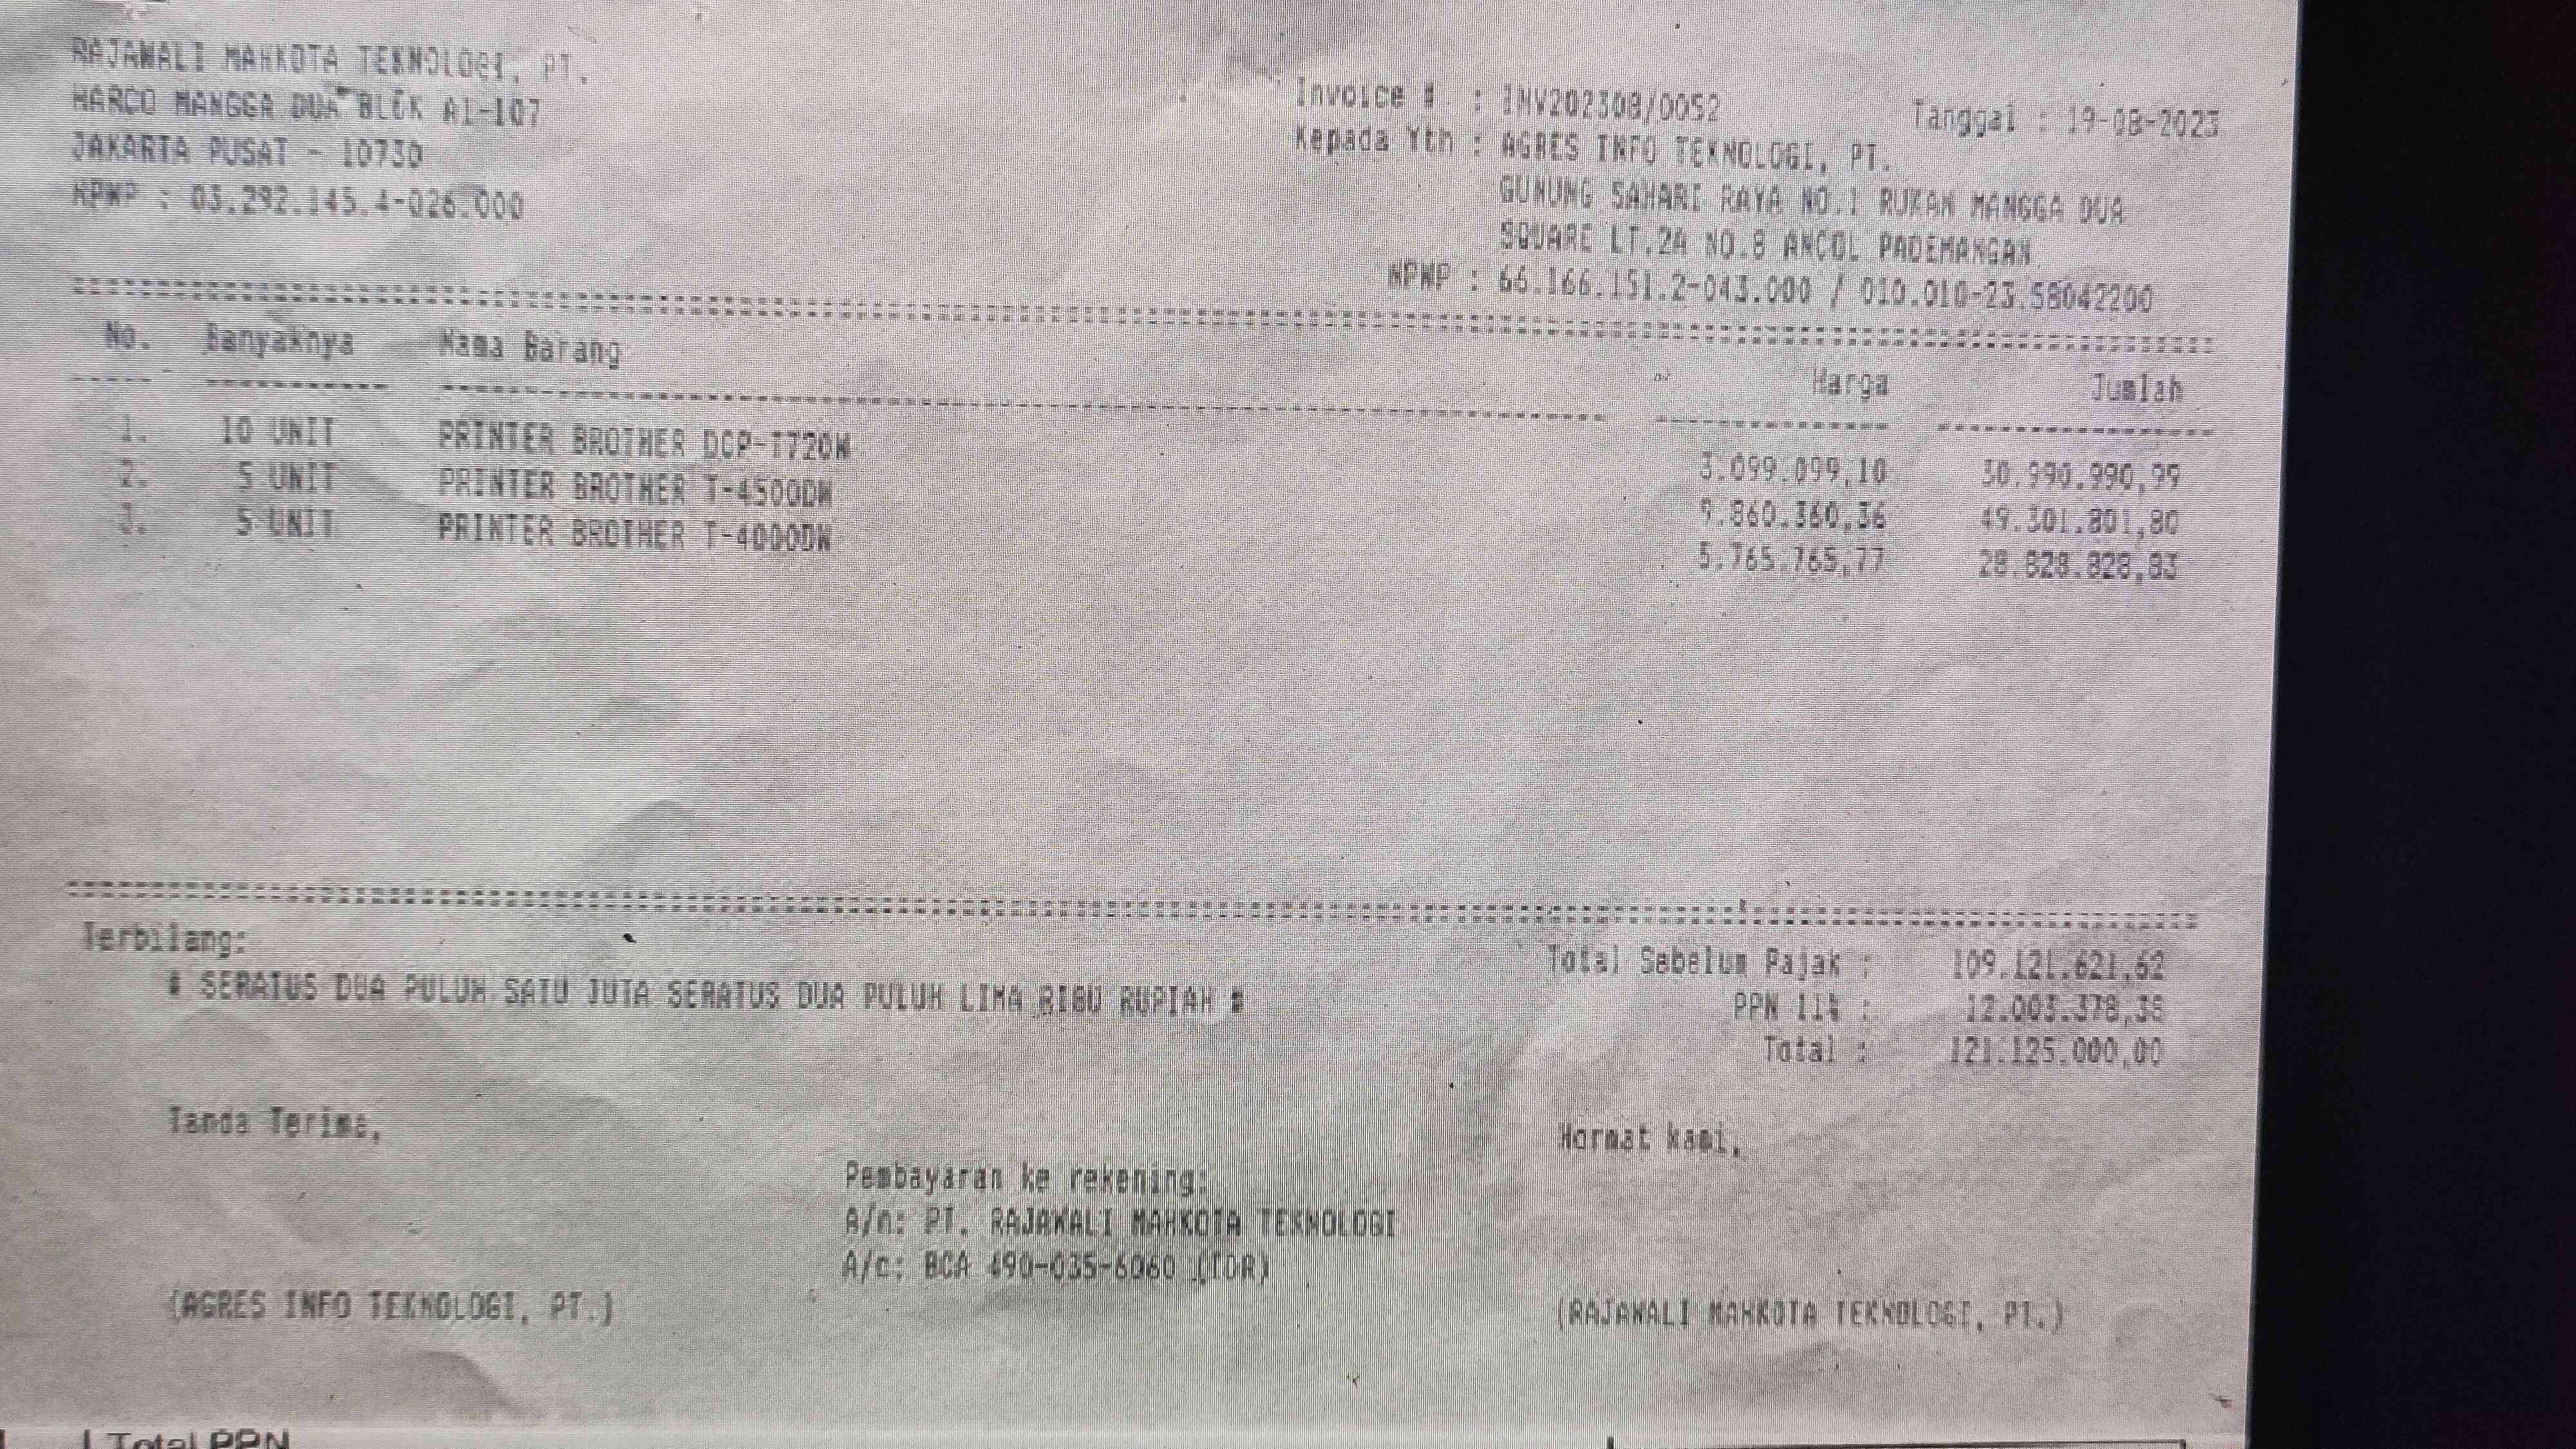 RAJAWALI MAHKOTA TEKNOLOGI, PT.
HARCO MANGGA DUA BLOK A1-107
JAKARTA PUSAT - 10730
NPWP : 03.292.145.4-026.000
Invoice # : INV202308/0052 Tanggal : 19-08-2023
Kepada Yth : AGRES INFO TEKNOLOGI, PT.
GUNUNG SAHARI RAYA NO.1 RUKAN MANGGA DUA
SQUARE LT.2A NO.8 ANCOL PADEMANGAN
NPWP : 66.166.151.2-043.000 / 010.010-23.58042200
No. Banyaknya Nama Barang Harga Jumlah
1. 10 UNIT PRINTER BROTHER DCP-T720W 3.099.099,10 30.990.990,99
2. 5 UNIT PRINTER BROTHER T-4500DW 9.860.360,36 49.301.801,80
3. 5 UNIT PRINTER BROTHER T-4000DW 5.765.765,77 28.828.828,83
Terbilang:
# SERATUS DUA PULUH SATU JUTA SERATUS DUA PULUH LIMA RIBU RUPIAH #
Total Sebelum Pajak : 109.121.621,62
PPN 11% : 12.003.378,38
Total : 121.125.000,00
Tanda Terima,
Hormat kami,
Pembayaran ke rekening:
A/n: PT. RAJAWALI MAHKOTA TEKNOLOGI
A/c: BCA 490-035-6060 (IDR)
(AGRES INFO TEKNOLOGI, PT.)
(RAJAWALI MAHKOTA TEKNOLOGI, PT.)
Total PPN